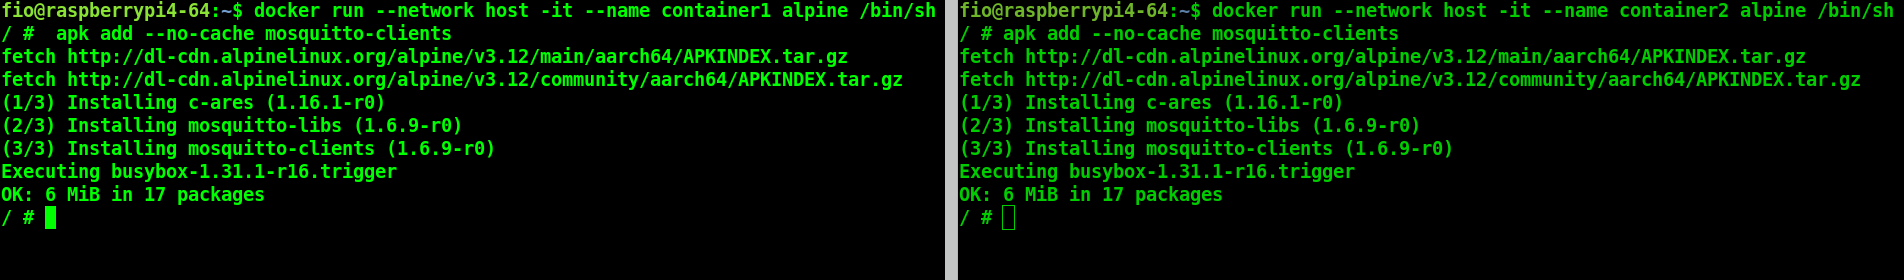 fio@raspberrypi4-64:~$ docker run --network host -it --name container1 alpine /bin/sh
/ #  apk add --no-cache mosquitto-clients
fetch http://dl-cdn.alpinelinux.org/alpine/v3.12/main/aarch64/APKINDEX.tar.gz
fetch http://dl-cdn.alpinelinux.org/alpine/v3.12/community/aarch64/APKINDEX.tar.gz
(1/3) Installing c-ares (1.16.1-r0)
(2/3) Installing mosquitto-libs (1.6.9-r0)
(3/3) Installing mosquitto-clients (1.6.9-r0)
Executing busybox-1.31.1-r16.trigger
OK: 6 MiB in 17 packages
/ #
fio@raspberrypi4-64:~$ docker run --network host -it --name container2 alpine /bin/sh
/ # apk add --no-cache mosquitto-clients
fetch http://dl-cdn.alpinelinux.org/alpine/v3.12/main/aarch64/APKINDEX.tar.gz
fetch http://dl-cdn.alpinelinux.org/alpine/v3.12/community/aarch64/APKINDEX.tar.gz
(1/3) Installing c-ares (1.16.1-r0)
(2/3) Installing mosquitto-libs (1.6.9-r0)
(3/3) Installing mosquitto-clients (1.6.9-r0)
Executing busybox-1.31.1-r16.trigger
OK: 6 MiB in 17 packages
/ #